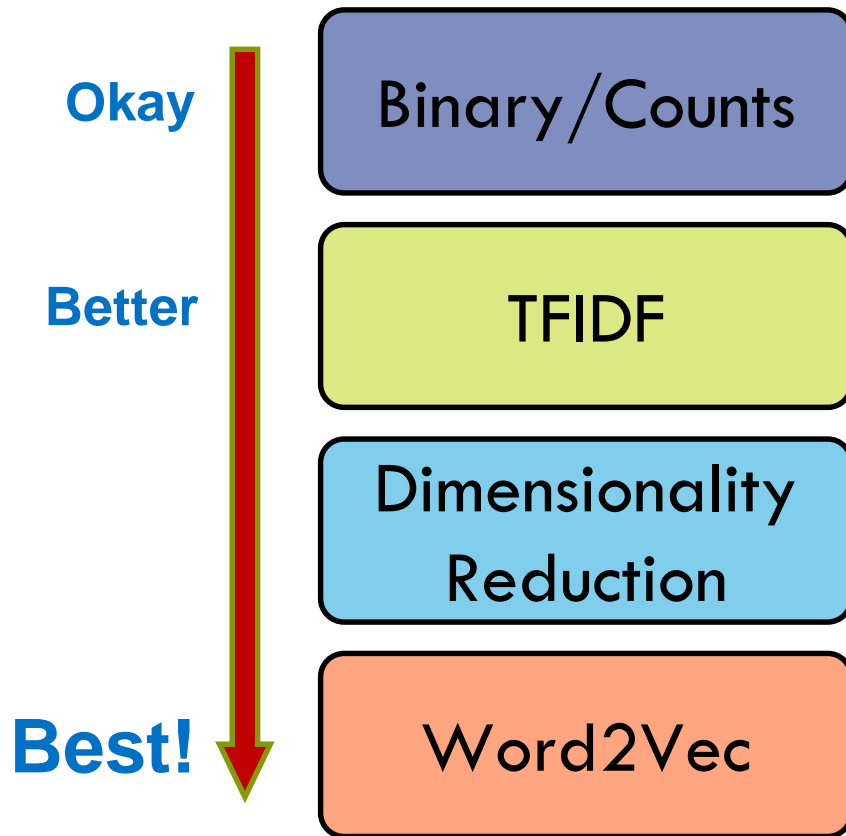 Okay
Binary/Counts
Better
TFIDF
Dimensionality
Reduction
Best!
Word2Vec